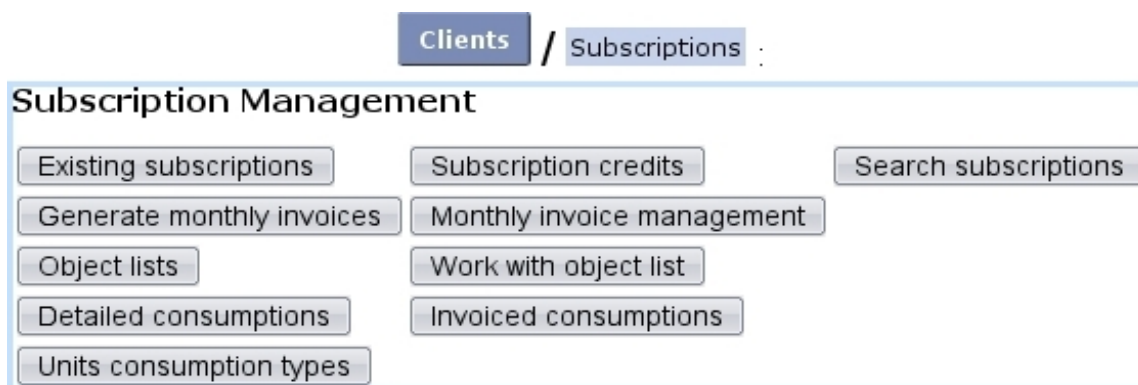 Clients / Subscriptions :
Subscription Management
Existing subscriptions Subscription credits Search subscriptions
Generate monthly invoices Monthly invoice management
Object lists Work with object list
Detailed consumptions Invoiced consumptions
Units consumption types